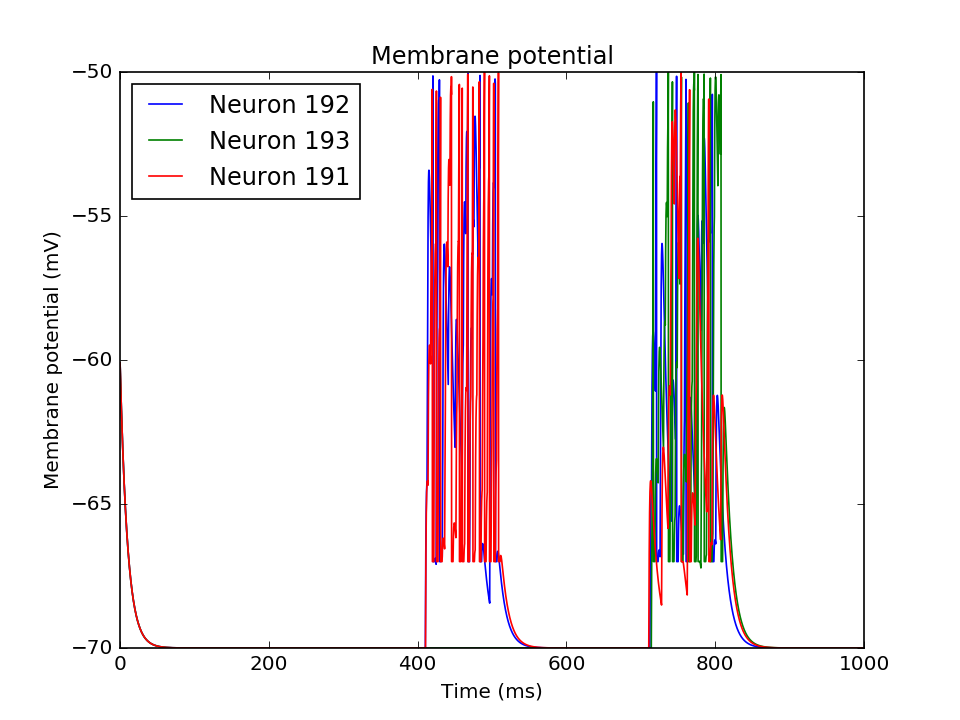 Membrane potential
−50
Neuron 192
Neuron 193
Neuron 191
−55
−60
−65
−70
Membrane potential (mV)
0 200 400 600 800 1000
Time (ms)